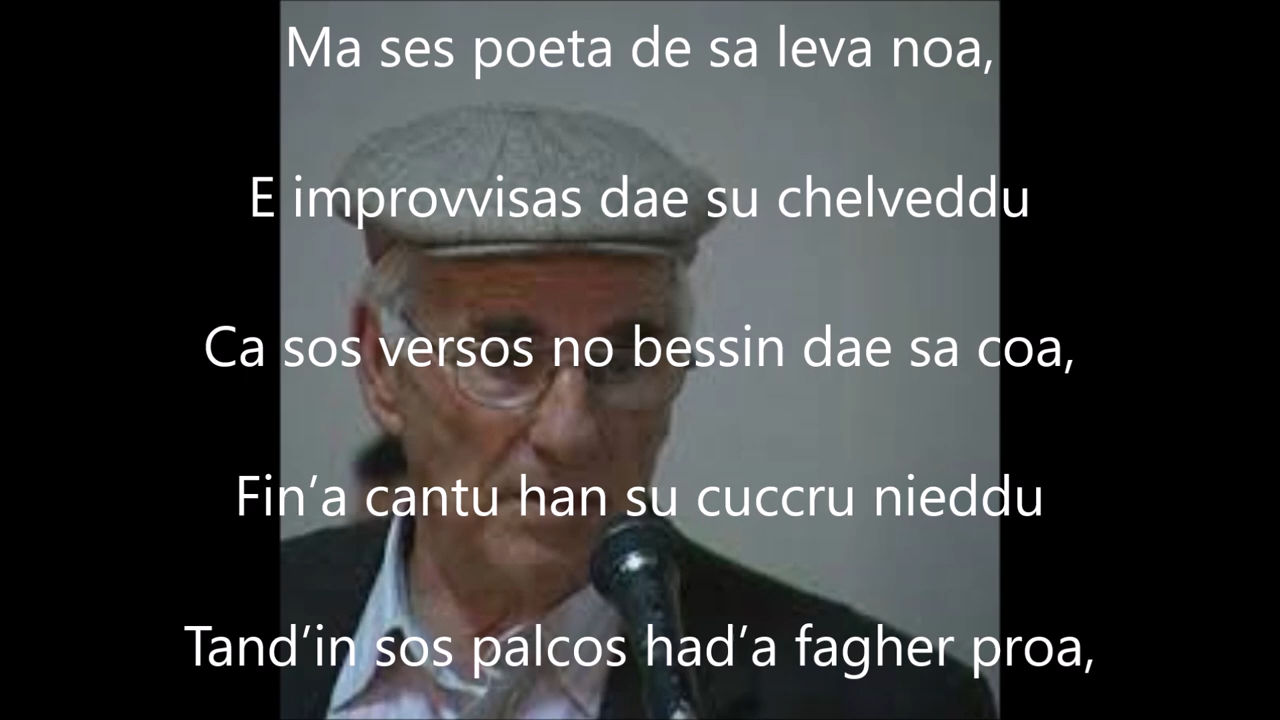 Ma ses poeta de sa leva noa,
E improvvisas dae su chelveddu
Ca sos versos no bessin dae sa coa,
Fin’a cantu han su cuccru nieddu
Tand’in sos palcos had’a fagher proa,